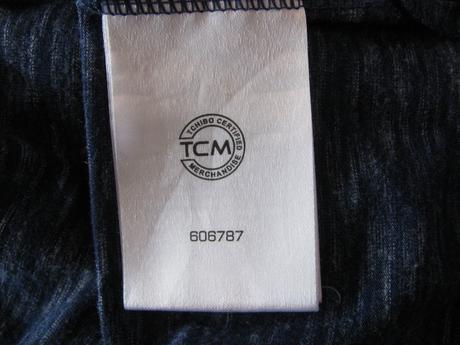 TCHIBO CERTIFIED
TCM
MERCHANDISE
606787